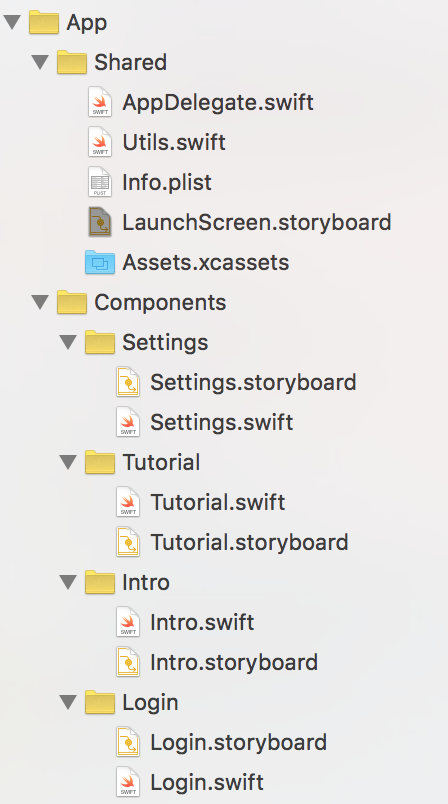 App
Shared
AppDelegate.swift
Utils.swift
Info.plist
LaunchScreen.storyboard
Assets.xcassets
Components
Settings
Settings.storyboard
Settings.swift
Tutorial
Tutorial.swift
Tutorial.storyboard
Intro
Intro.swift
Intro.storyboard
Login
Login.storyboard
Login.swift